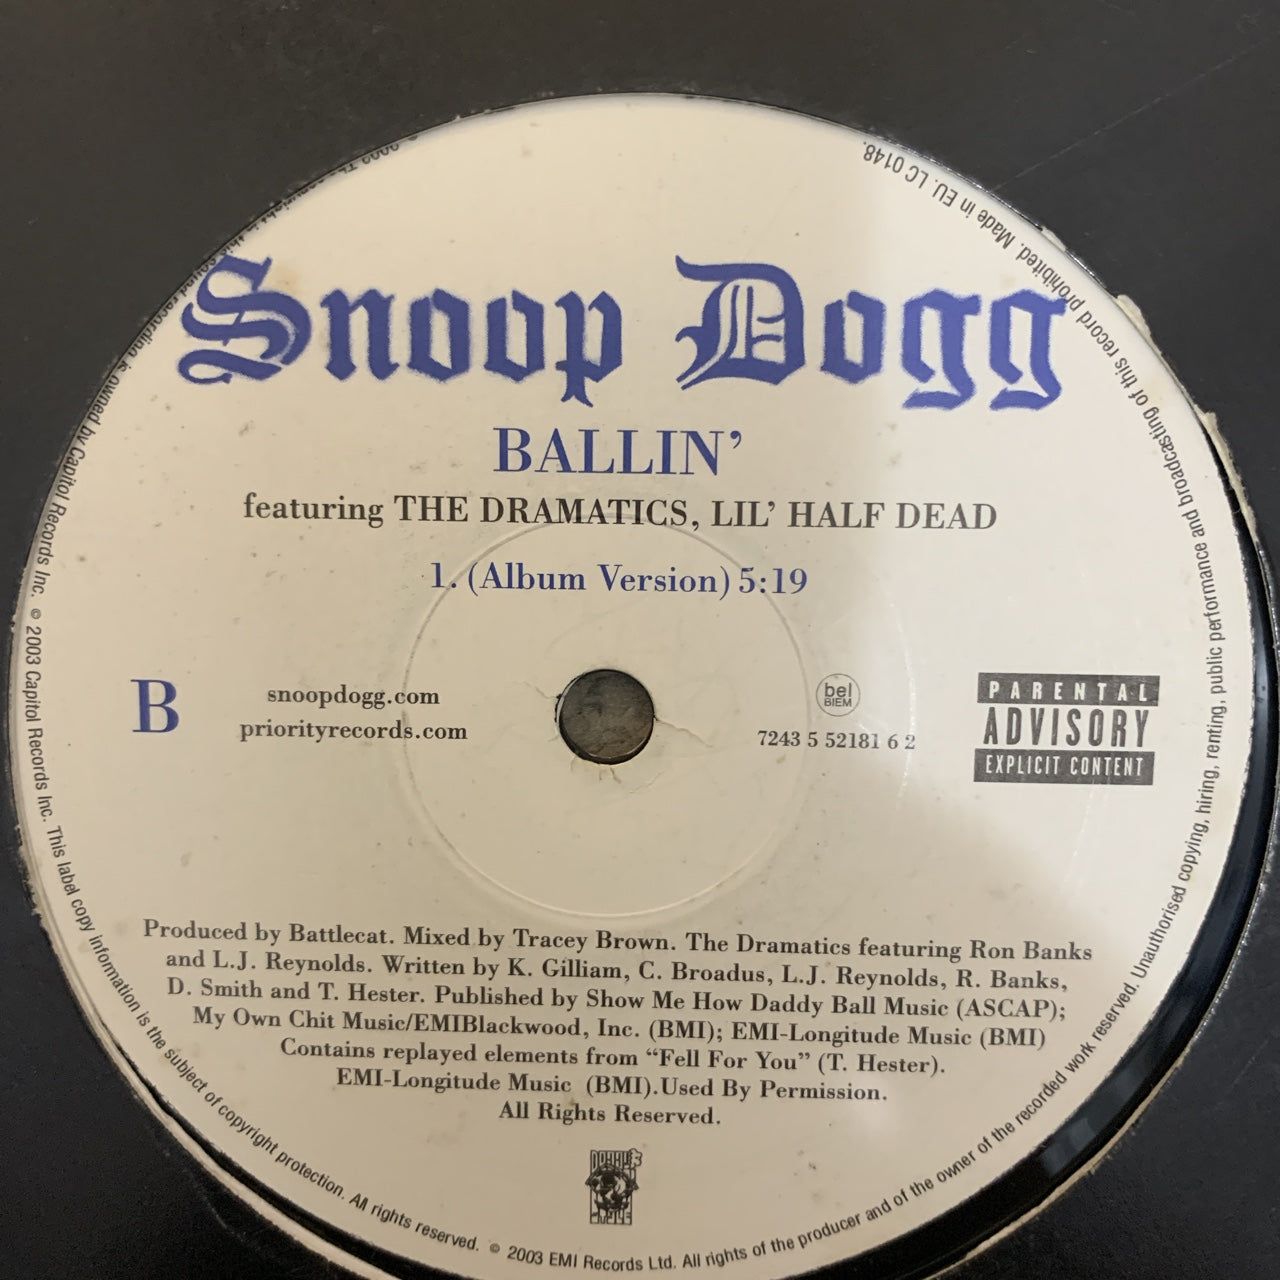 Snoop Dogg
BALLIN’
featuring THE DRAMATICS, LIL’ HALF DEAD
1. (Album Version) 5:19
B
snoopdogg.com
priorityrecords.com
bel
BIEM
7243 5 52181 6 2
PARENTAL
ADVISORY
EXPLICIT CONTENT
Produced by Battlecat. Mixed by Tracey Brown. The Dramatics featuring Ron Banks
and L.J. Reynolds. Written by K. Gilliam, C. Broadus, L.J. Reynolds, R. Banks,
D. Smith and T. Hester. Published by Show Me How Daddy Ball Music (ASCAP);
My Own Chit Music/EMIBlackwood, Inc. (BMI); EMI-Longitude Music (BMI)
Contains replayed elements from “Fell For You” (T. Hester).
EMI-Longitude Music (BMI).Used By Permission.
All Rights Reserved.
recording is owned by Capitol Records Inc. © 2003 Capitol Records Inc. This label copy information is the subject of copyright protection. All rights reserved. © 2003 EMI Records Ltd. All rights of the producer and of the owner of the recorded work reserved. Unauthorised copying, hiring, renting, public performance and broadcasting of this record prohibited. Made in EU. LC 0148.